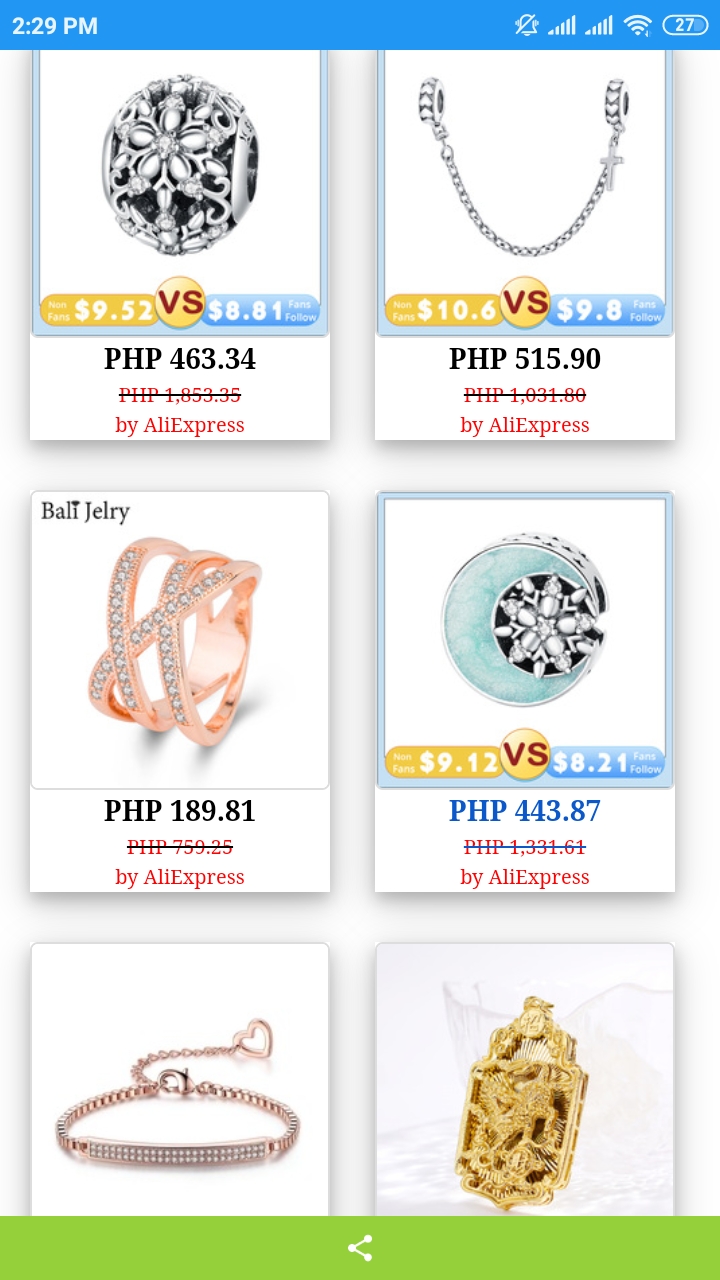 2:29 PM
27
Non Fans $9.52 VS $8.81 Fans Follow
Non Fans $10.6 VS $9.8 Fans Follow
PHP 463.34
PHP 515.90
PHP 1,853.35
PHP 1,031.80
by AliExpress
by AliExpress
Bali Jelry
Non Fans $9.12 VS $8.21 Fans Follow
PHP 189.81
PHP 443.87
PHP 759.25
PHP 1,331.61
by AliExpress
by AliExpress